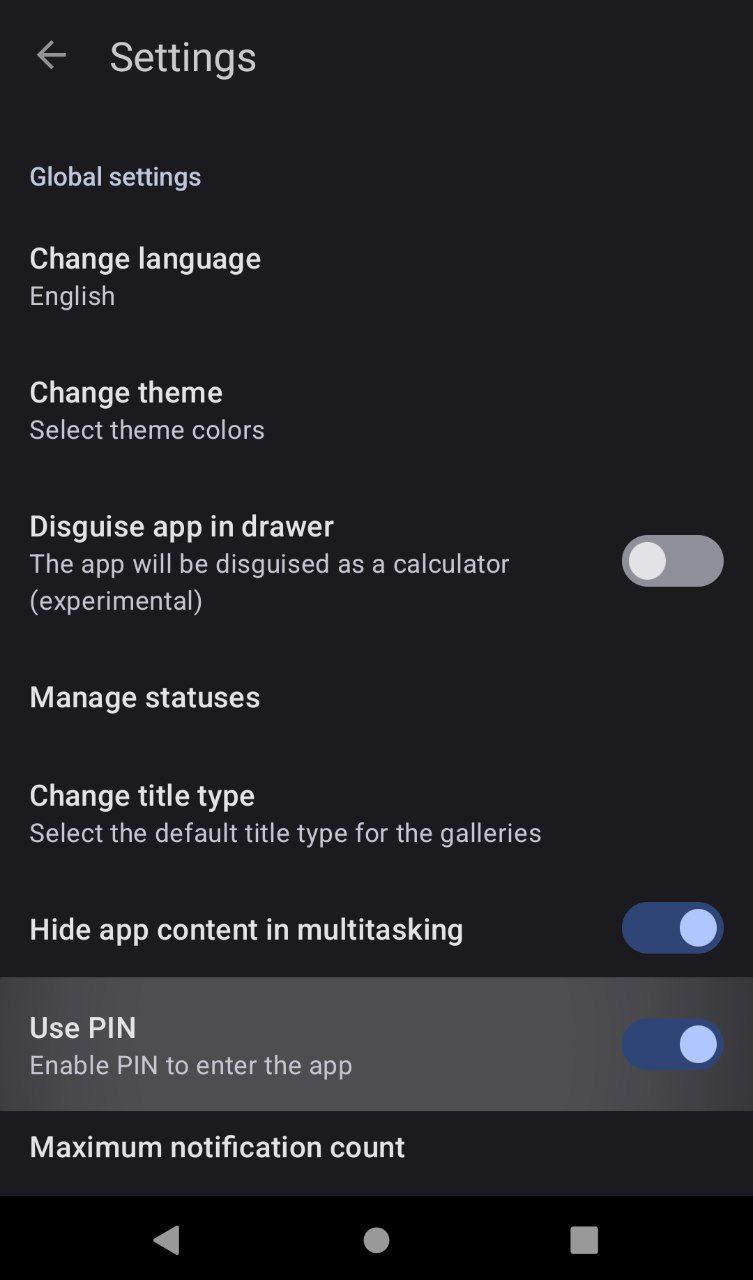 Settings
Global settings
Change language
English
Change theme
Select theme colors
Disguise app in drawer
The app will be disguised as a calculator
(experimental)
Manage statuses
Change title type
Select the default title type for the galleries
Hide app content in multitasking
Use PIN
Enable PIN to enter the app
Maximum notification count